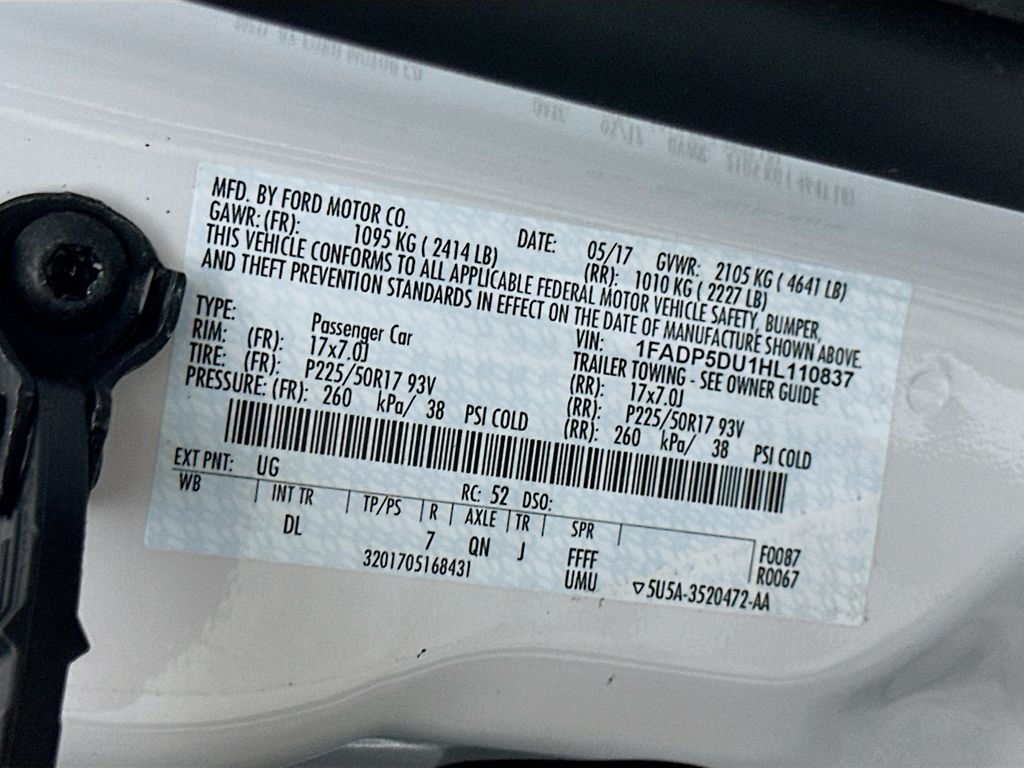 MFD. BY FORD MOTOR CO.
DATE: 05/17 GVWR: 2105 KG ( 4641 LB)
GAWR: (FR): 1095 KG ( 2414 LB) (RR): 1010 KG ( 2227 LB)
THIS VEHICLE CONFORMS TO ALL APPLICABLE FEDERAL MOTOR VEHICLE SAFETY, BUMPER,
AND THEFT PREVENTION STANDARDS IN EFFECT ON THE DATE OF MANUFACTURE SHOWN ABOVE.
VIN: 1FADP5DU1HL110837
TYPE: Passenger Car TRAILER TOWING - SEE OWNER GUIDE
RIM: (FR): 17x7.0J (RR): 17x7.0J
TIRE: (FR): P225/50R17 93V (RR): P225/50R17 93V
PRESSURE: (FR): 260 kPa/ 38 PSI COLD (RR): 260 kPa/ 38 PSI COLD
EXT PNT: UG RC: 52 DSO:
WB INT TR TP/PS R AXLE TR SPR
DL 7 QN J FFFF F0087
3201705168431 UMU R0067
▽5U5A-3520472-AA